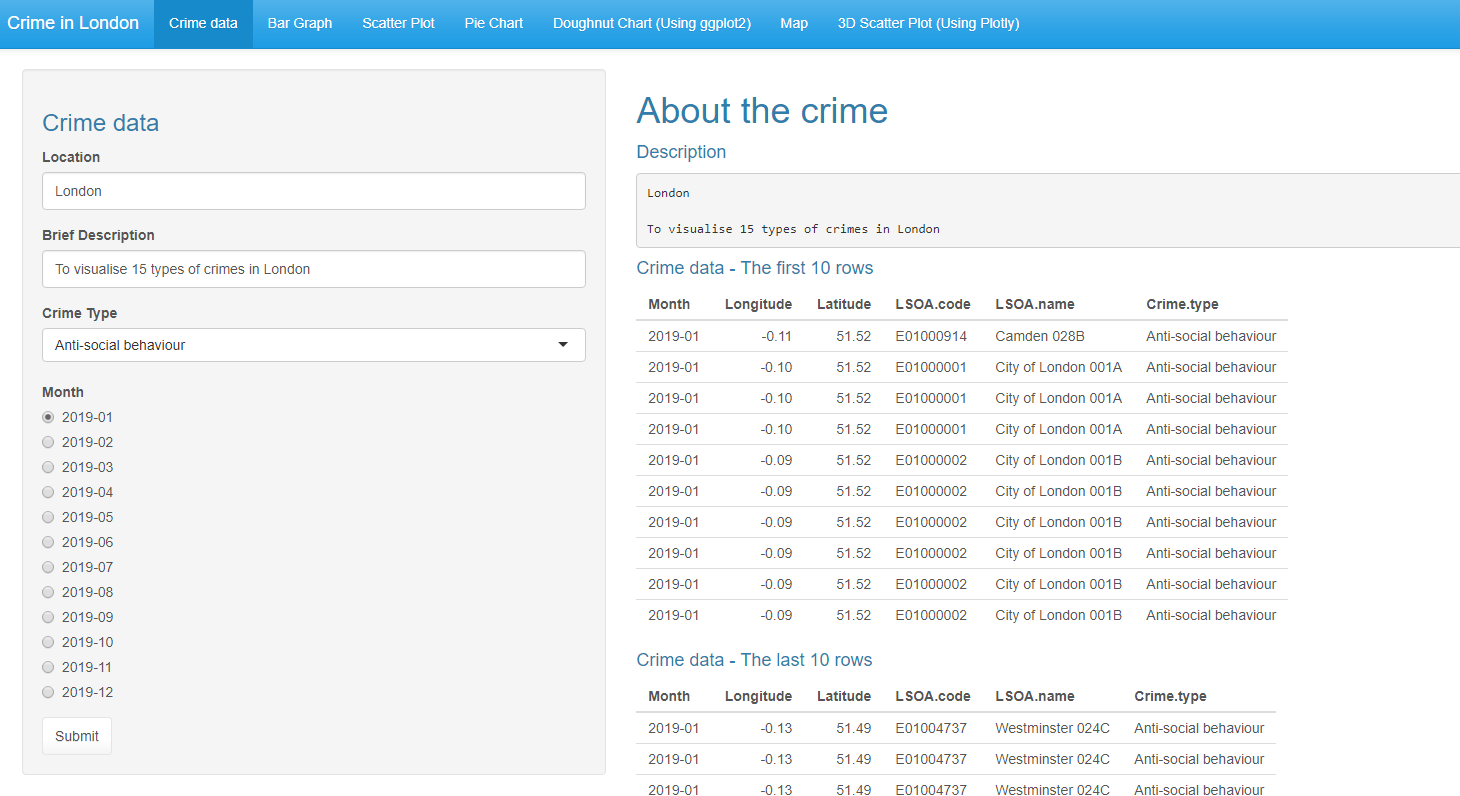 Crime in London Crime data Bar Graph Scatter Plot Pie Chart Doughnut Chart (Using ggplot2) Map 3D Scatter Plot (Using Plotly)
Crime data
Location
London
Brief Description
To visualise 15 types of crimes in London
Crime Type
Anti-social behaviour
Month
2019-01
2019-02
2019-03
2019-04
2019-05
2019-06
2019-07
2019-08
2019-09
2019-10
2019-11
2019-12
Submit
About the crime
Description
London
To visualise 15 types of crimes in London
Crime data - The first 10 rows
Month Longitude Latitude LSOA.code LSOA.name Crime.type
2019-01 -0.11 51.52 E01000914 Camden 028B Anti-social behaviour
2019-01 -0.10 51.52 E01000001 City of London 001A Anti-social behaviour
2019-01 -0.10 51.52 E01000001 City of London 001A Anti-social behaviour
2019-01 -0.10 51.52 E01000001 City of London 001A Anti-social behaviour
2019-01 -0.09 51.52 E01000002 City of London 001B Anti-social behaviour
2019-01 -0.09 51.52 E01000002 City of London 001B Anti-social behaviour
2019-01 -0.09 51.52 E01000002 City of London 001B Anti-social behaviour
2019-01 -0.09 51.52 E01000002 City of London 001B Anti-social behaviour
2019-01 -0.09 51.52 E01000002 City of London 001B Anti-social behaviour
2019-01 -0.09 51.52 E01000002 City of London 001B Anti-social behaviour
Crime data - The last 10 rows
Month Longitude Latitude LSOA.code LSOA.name Crime.type
2019-01 -0.13 51.49 E01004737 Westminster 024C Anti-social behaviour
2019-01 -0.13 51.49 E01004737 Westminster 024C Anti-social behaviour
2019-01 -0.13 51.49 E01004737 Westminster 024C Anti-social behaviour